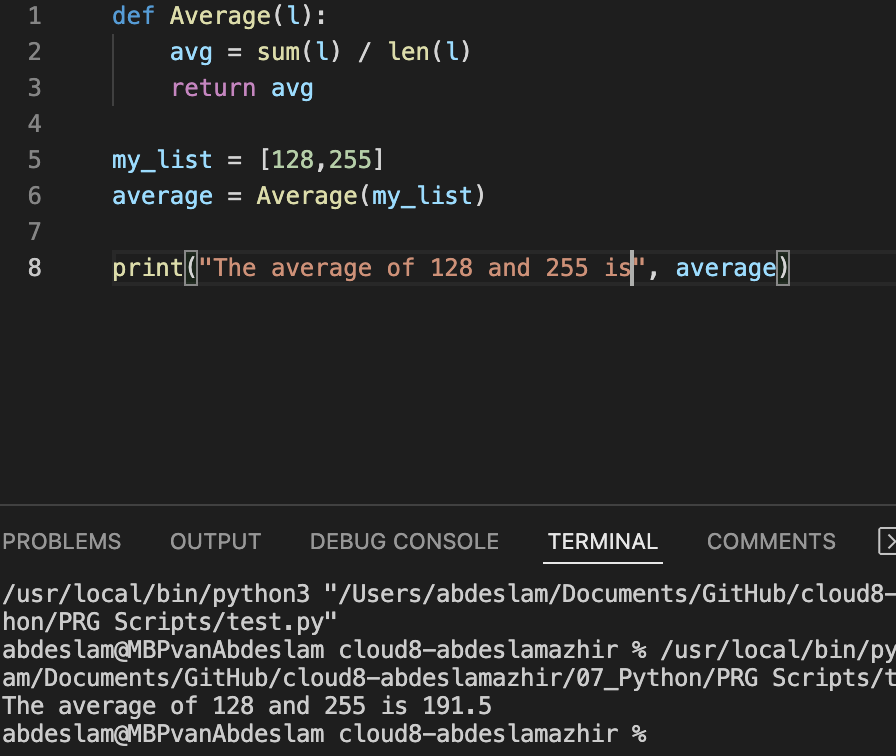 1 def Average(l):
2 avg = sum(l) / len(l)
3 return avg
4
5 my_list = [128,255]
6 average = Average(my_list)
7
8 print("The average of 128 and 255 is", average)
PROBLEMS OUTPUT DEBUG CONSOLE TERMINAL COMMENTS
/usr/local/bin/python3 "/Users/abdeslam/Documents/GitHub/cloud8-
hon/PRG Scripts/test.py"
abdeslam@MBPvanAbdeslam cloud8-abdeslamazhir % /usr/local/bin/py
am/Documents/GitHub/cloud8-abdeslamazhir/07_Python/PRG Scripts/t
The average of 128 and 255 is 191.5
abdeslam@MBPvanAbdeslam cloud8-abdeslamazhir %